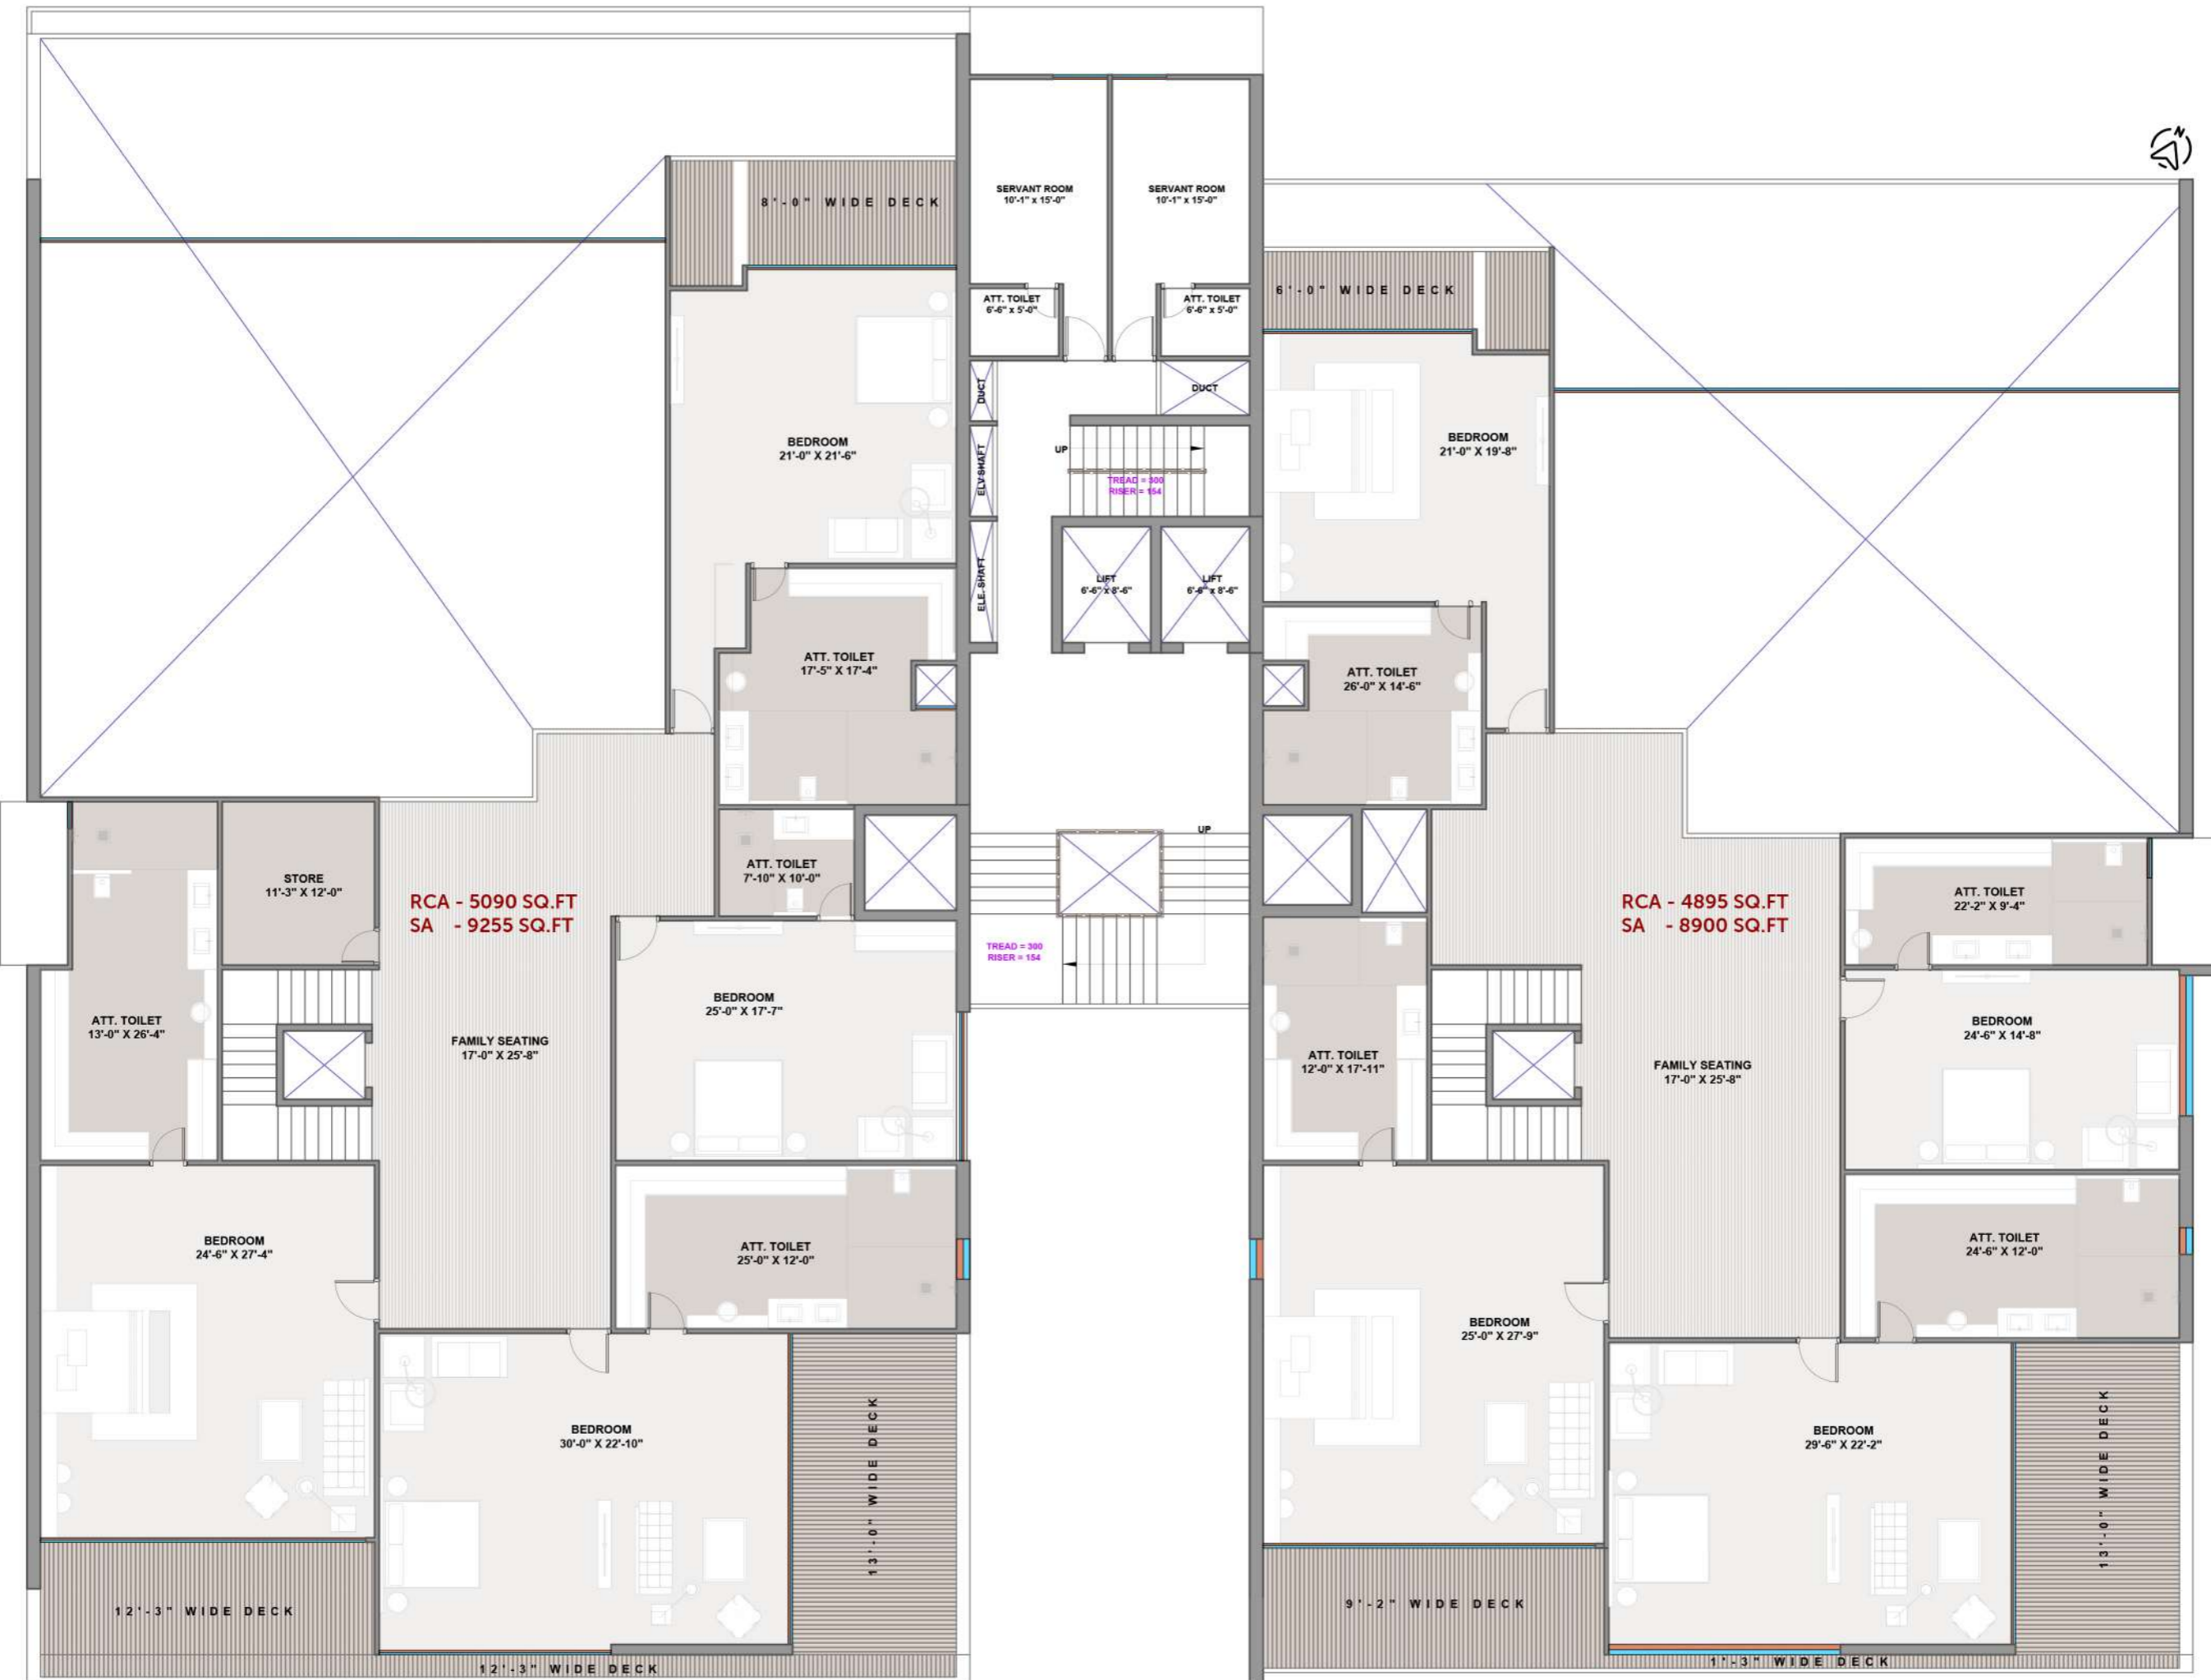 N
8'-0" WIDE DECK
SERVANT ROOM
10'-1" x 15'-0"
SERVANT ROOM
10'-1" x 15'-0"
ATT. TOILET
6'-6" x 5'-0"
ATT. TOILET
6'-6" x 5'-0"
6'-0" WIDE DECK
DUCT
DUCT
BEDROOM
21'-0" X 21'-6"
UP
BEDROOM
21'-0" X 19'-8"
ELV SHAFT
TREAD = 300
RISER = 154
ELE. SHAFT
LIFT
6'-6" x 8'-6"
LIFT
6'-6" x 8'-6"
ATT. TOILET
17'-5" X 17'-4"
ATT. TOILET
26'-0" X 14'-6"
UP
STORE
11'-3" X 12'-0"
ATT. TOILET
7'-10" X 10'-0"
RCA - 5090 SQ.FT
SA - 9255 SQ.FT
RCA - 4895 SQ.FT
SA - 8900 SQ.FT
ATT. TOILET
22'-2" X 9'-4"
TREAD = 300
RISER = 154
ATT. TOILET
13'-0" X 26'-4"
FAMILY SEATING
17'-0" X 25'-8"
BEDROOM
25'-0" X 17'-7"
ATT. TOILET
12'-0" X 17'-11"
FAMILY SEATING
17'-0" X 25'-8"
BEDROOM
24'-6" X 14'-8"
BEDROOM
24'-6" X 27'-4"
ATT. TOILET
25'-0" X 12'-0"
ATT. TOILET
24'-6" X 12'-0"
BEDROOM
25'-0" X 27'-9"
BEDROOM
30'-0" X 22'-10"
13'-0" WIDE DECK
BEDROOM
29'-6" X 22'-2"
13'-0" WIDE DECK
12'-3" WIDE DECK
9'-2" WIDE DECK
12'-3" WIDE DECK
1'-3" WIDE DECK